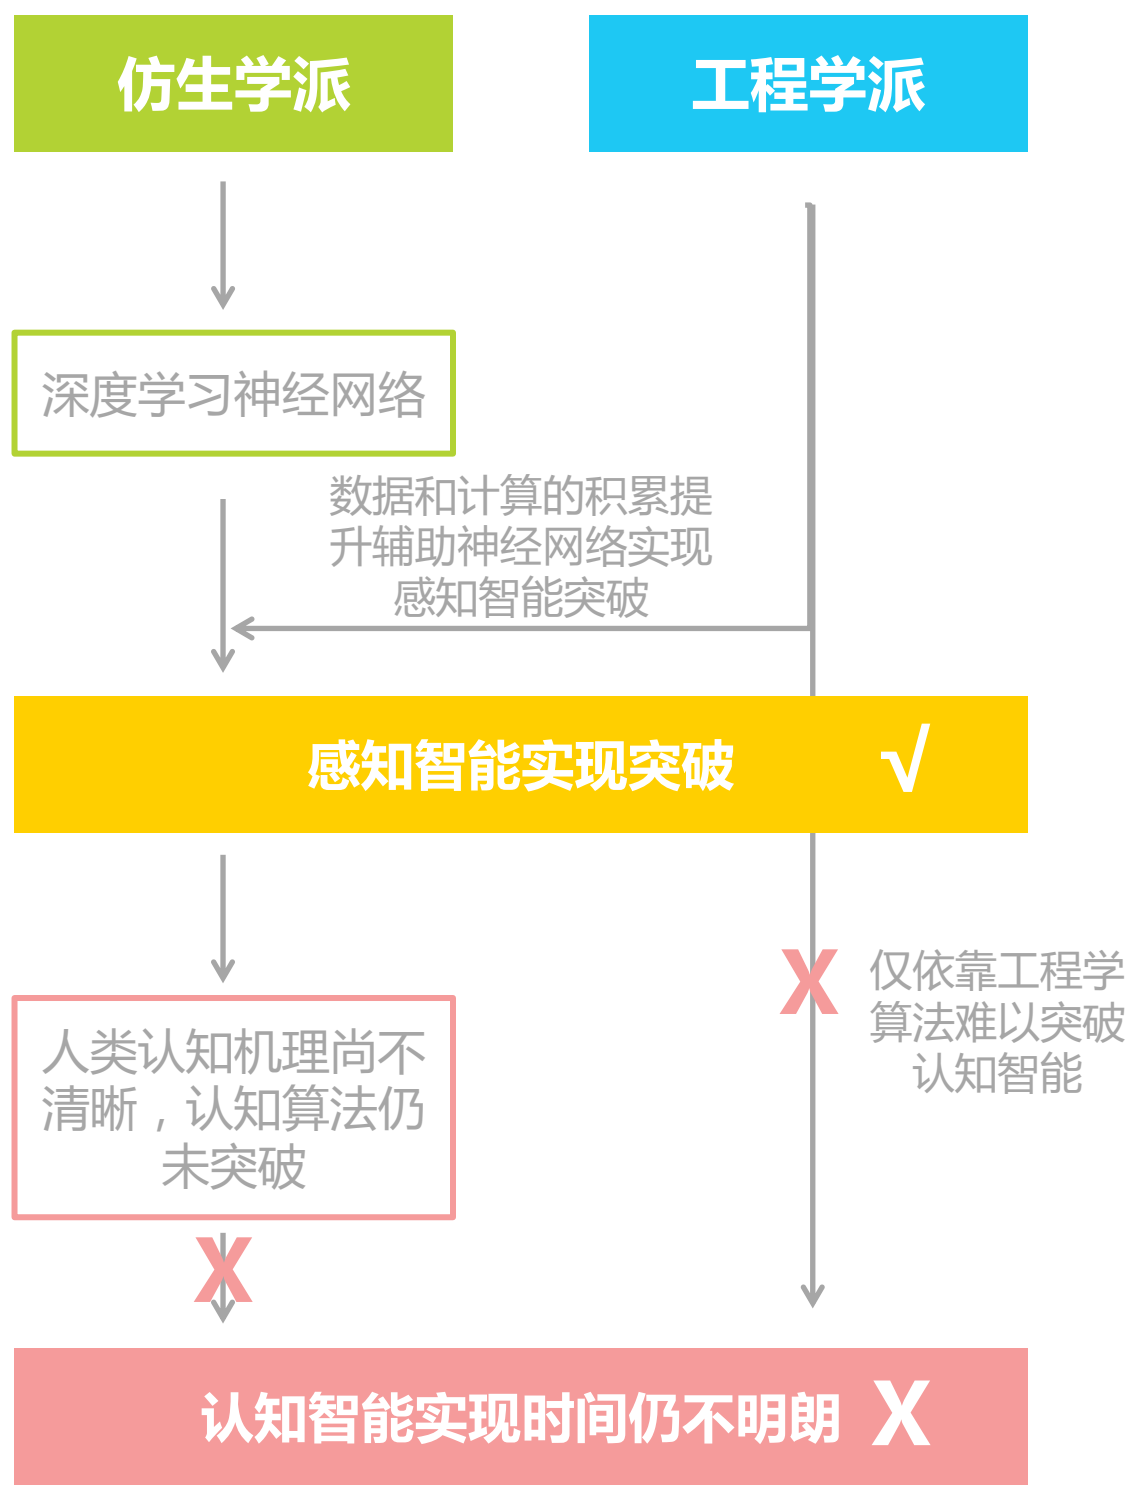 仿生学派
工程学派
深度学习神经网络
数据和计算的积累提
升辅助神经网络实现
感知智能突破
感知智能实现突破 √
X
仅依靠工程学
算法难以突破
认知智能
人类认知机理尚不
清晰，认知算法仍
未突破
X
认知智能实现时间仍不明朗 X